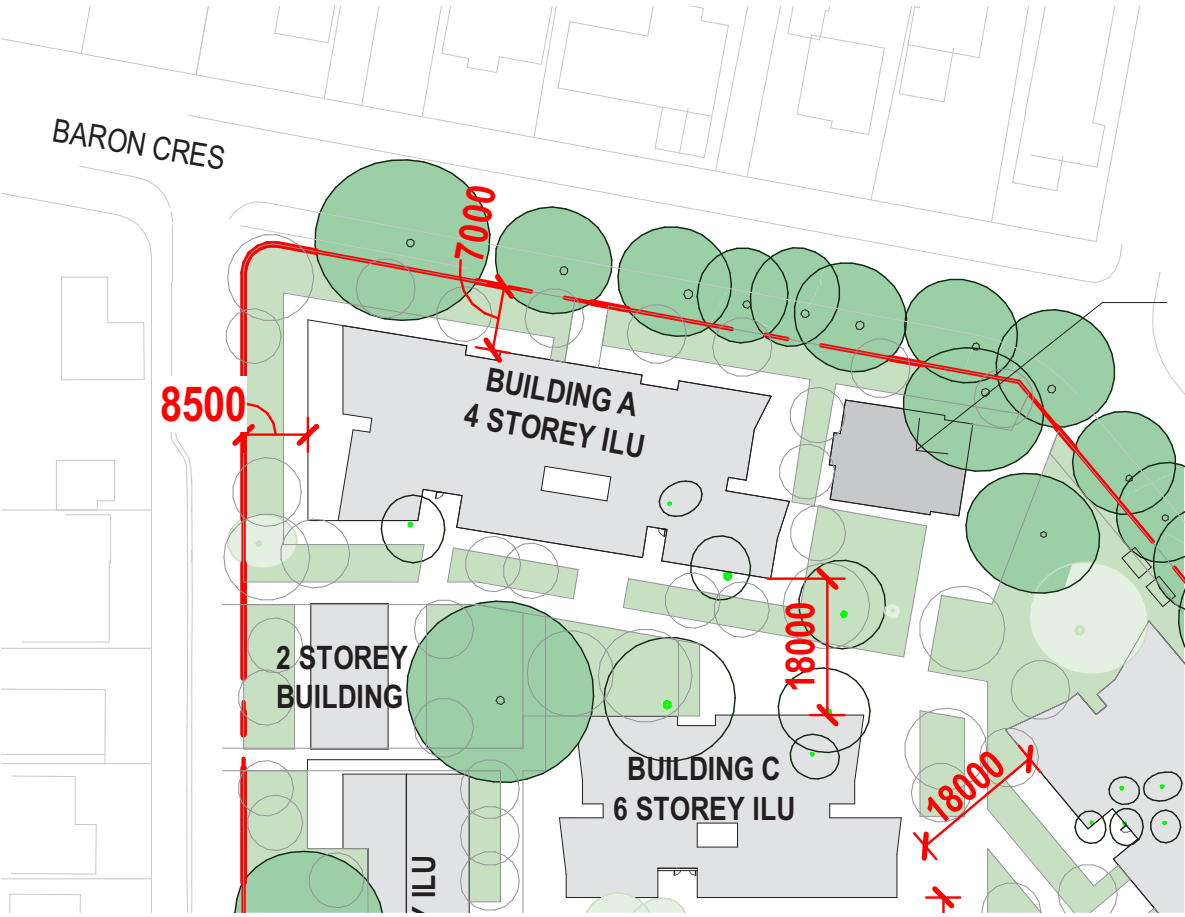 BARON CRES
7000
8500
BUILDING A
4 STOREY ILU
18000
2 STOREY
BUILDING
BUILDING C
6 STOREY ILU
18000
ILU